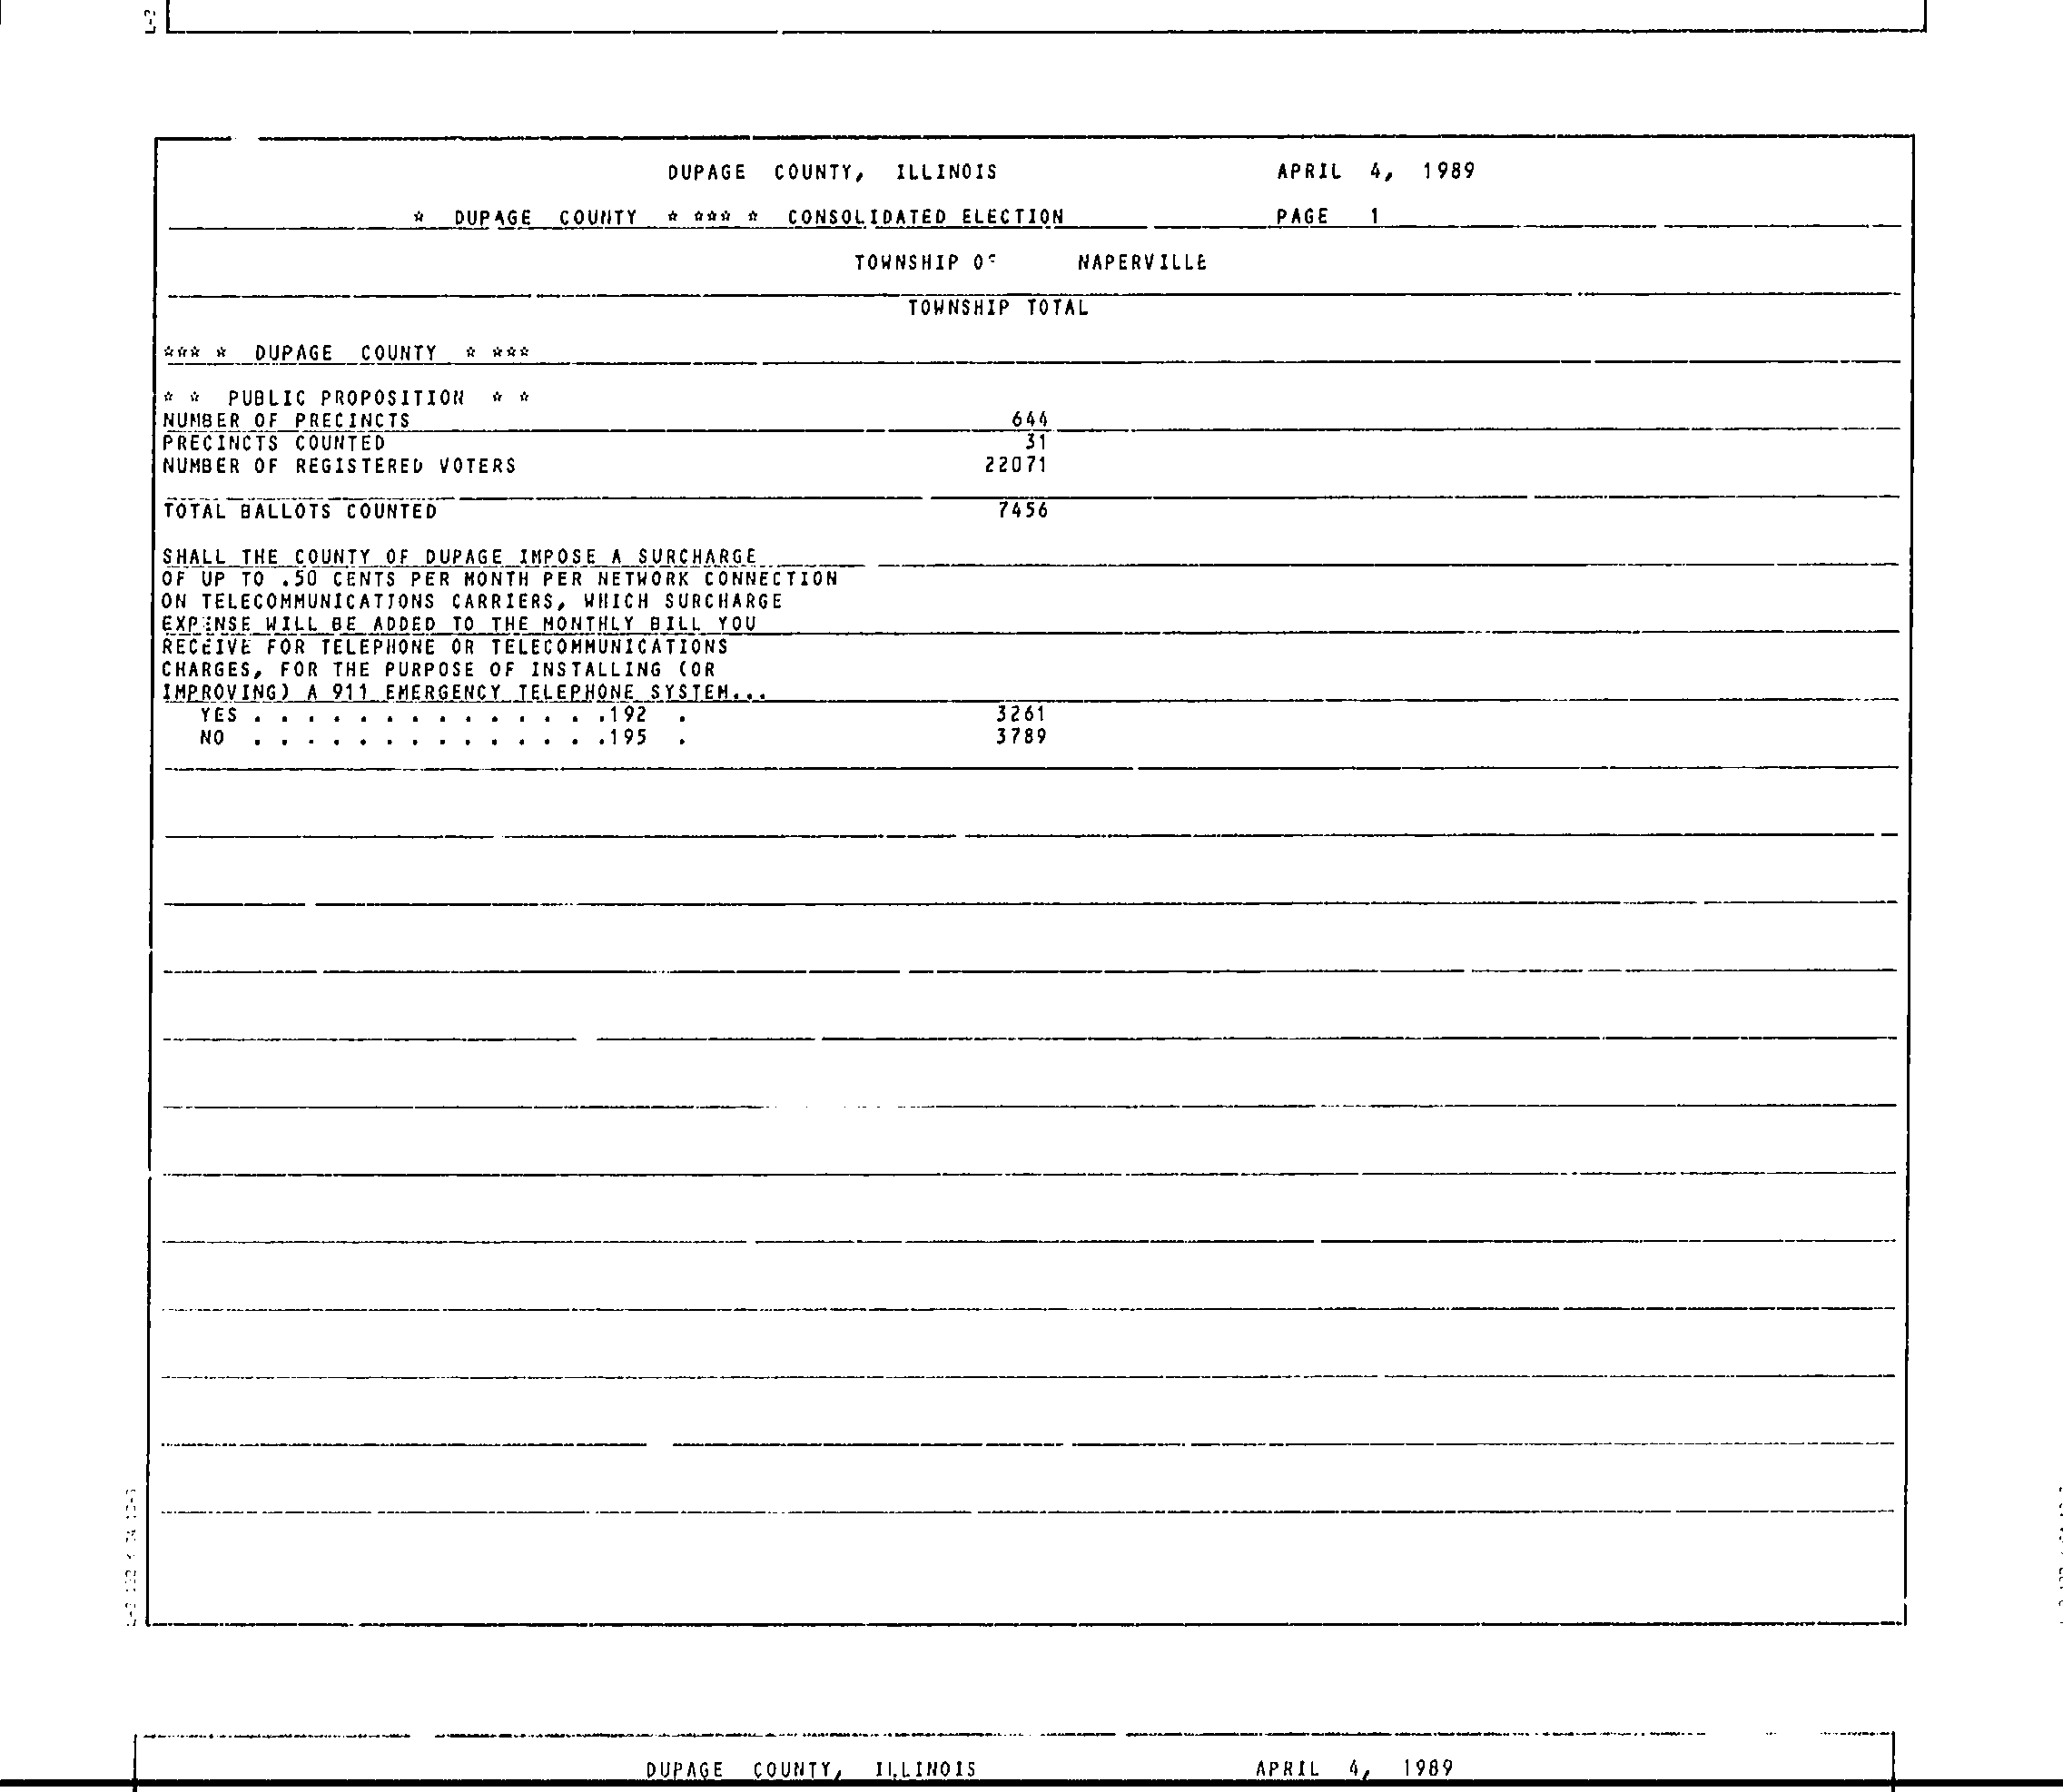 DUPAGE COUNTY, ILLINOIS APRIL 4, 1989
* DUPAGE COUNTY * *** * CONSOLIDATED ELECTION PAGE 1
TOWNSHIP OF NAPERVILLE
TOWNSHIP TOTAL
*** * DUPAGE COUNTY * ***
* * PUBLIC PROPOSITION * *
NUMBER OF PRECINCTS 644
PRECINCTS COUNTED 31
NUMBER OF REGISTERED VOTERS 22071
TOTAL BALLOTS COUNTED 7456
SHALL THE COUNTY OF DUPAGE IMPOSE A SURCHARGE
OF UP TO .50 CENTS PER MONTH PER NETWORK CONNECTION
ON TELECOMMUNICATIONS CARRIERS, WHICH SURCHARGE
EXPENSE WILL BE ADDED TO THE MONTHLY BILL YOU
RECEIVE FOR TELEPHONE OR TELECOMMUNICATIONS
CHARGES, FOR THE PURPOSE OF INSTALLING (OR
IMPROVING) A 911 EMERGENCY TELEPHONE SYSTEM...
YES . . . . . . . . . . . . . .192 . 3261
NO . . . . . . . . . . . . . .195 . 3789
DUPAGE COUNTY, ILLINOIS APRIL 4, 1989